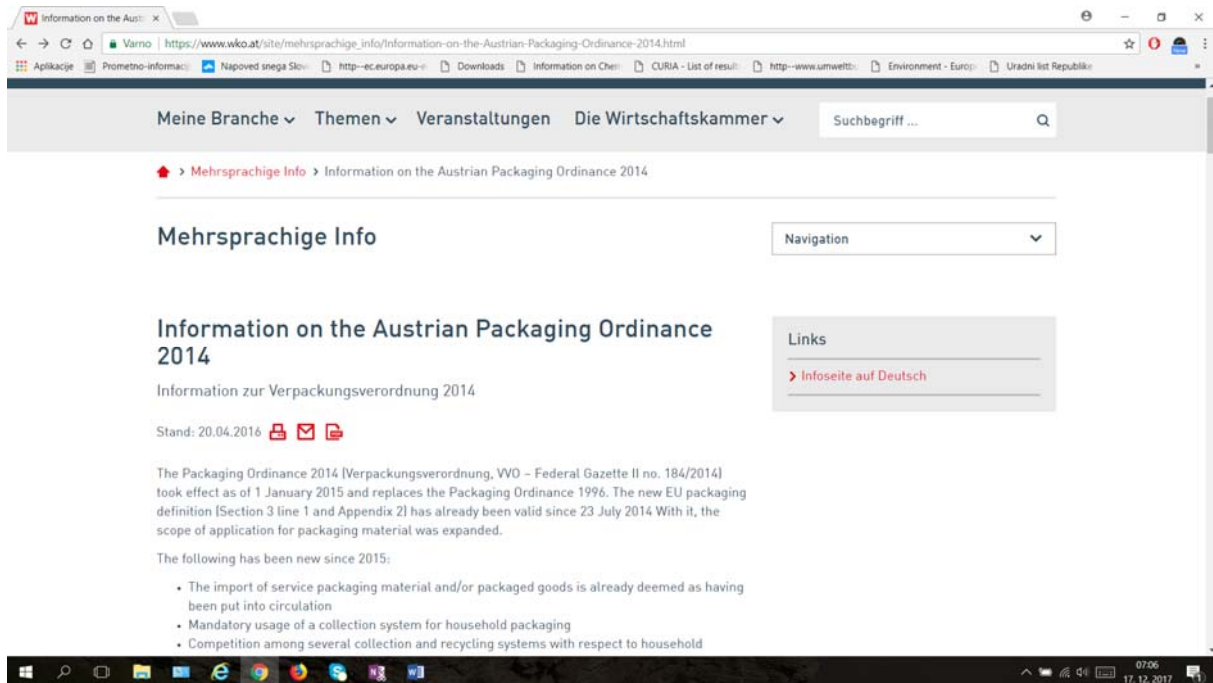 Information on the Aust
Varno
https://www.wko.at/site/mehrsprachige_info/Information-on-the-Austrian-Packaging-Ordinance-2014.html
Aplikacije Prometno-informac Napoved snega Slov http--ec.europa.eu-e Downloads Information on Chem CURIA - List of result http--www.umweltb Environment - Europ Uradni list Republike »
Meine Branche Themen Veranstaltungen Die Wirtschaftskammer Suchbegriff ...
> Mehrsprachige Info > Information on the Austrian Packaging Ordinance 2014
Mehrsprachige Info
Navigation
Information on the Austrian Packaging Ordinance
2014
Links
Infoseite auf Deutsch
Information zur Verpackungsverordnung 2014
Stand: 20.04.2016
The Packaging Ordinance 2014 (Verpackungsverordnung, VVO – Federal Gazette II no. 184/2014)
took effect as of 1 January 2015 and replaces the Packaging Ordinance 1996. The new EU packaging
definition (Section 3 line 1 and Appendix 2) has already been valid since 23 July 2014 With it, the
scope of application for packaging material was expanded.
The following has been new since 2015:
• The import of service packaging material and/or packaged goods is already deemed as having
been put into circulation
• Mandatory usage of a collection system for household packaging
• Competition among several collection and recycling systems with respect to household
07:06
17. 12. 2017